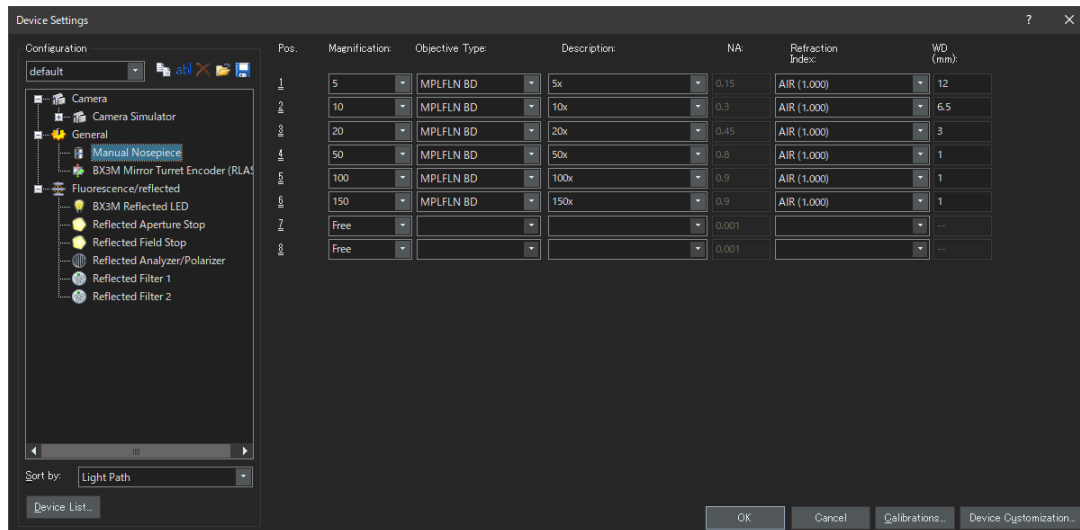 Device Settings ? ×
Configuration
default
abl
Camera
Camera Simulator
General
Manual Nosepiece
BX3M Mirror Turret Encoder (RLAS
Fluorescence/reflected
BX3M Reflected LED
Reflected Aperture Stop
Reflected Field Stop
Reflected Analyzer/Polarizer
Reflected Filter 1
Reflected Filter 2
Sort by: Light Path
Device List...
Pos. Magnification: Objective Type: Description: NA: Refraction Index: WD (mm):
1 5 MPLFLN BD 5x 0.15 AIR (1.000) 12
2 10 MPLFLN BD 10x 0.3 AIR (1.000) 6.5
3 20 MPLFLN BD 20x 0.45 AIR (1.000) 3
4 50 MPLFLN BD 50x 0.8 AIR (1.000) 1
5 100 MPLFLN BD 100x 0.9 AIR (1.000) 1
6 150 MPLFLN BD 150x 0.9 AIR (1.000) 1
7 Free 0.001 --
8 Free 0.001 --
OK Cancel Calibrations... Device Customization...